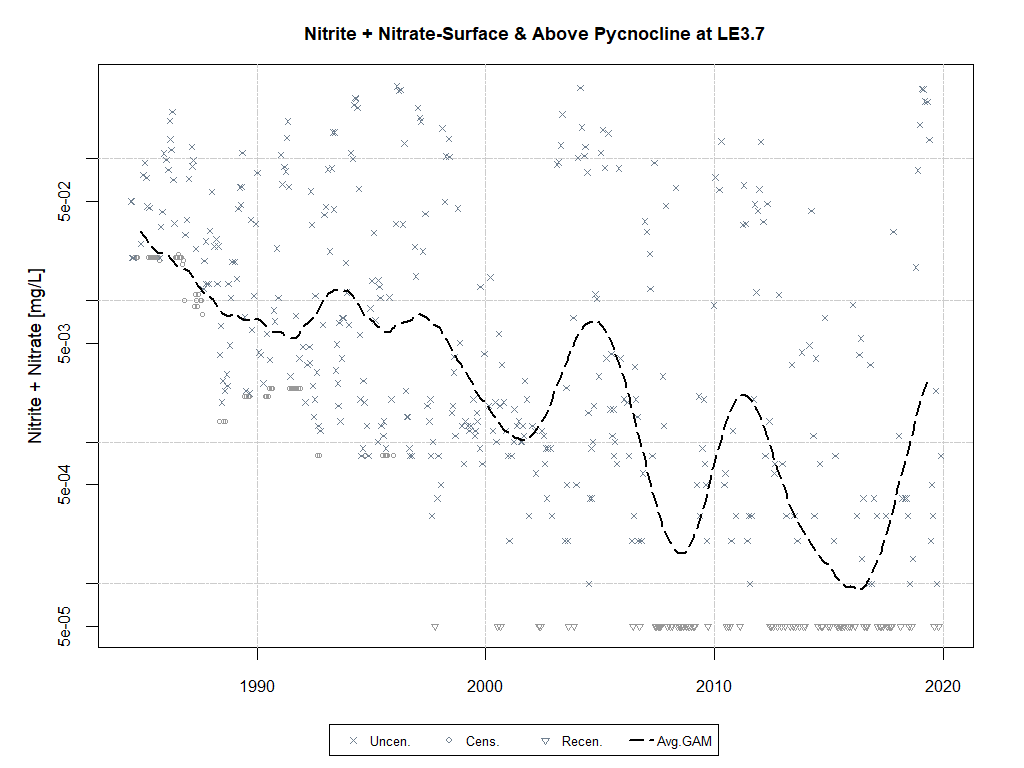 Nitrite + Nitrate-Surface & Above Pycnocline at LE3.7
Nitrite + Nitrate [mg/L]
5e-02
5e-03
5e-04
5e-05
1990 2000 2010 2020
Uncen. Cens. Recen. Avg.GAM